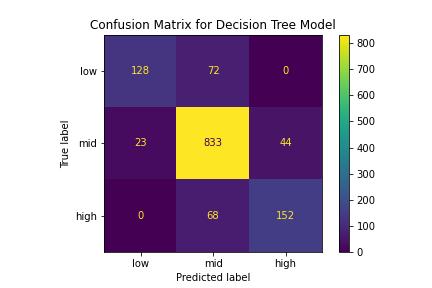 Confusion Matrix for Decision Tree Model
low 128 72 0
mid 23 833 44
high 0 68 152
low mid high
Predicted label
True label
800
700
600
500
400
300
200
100
0